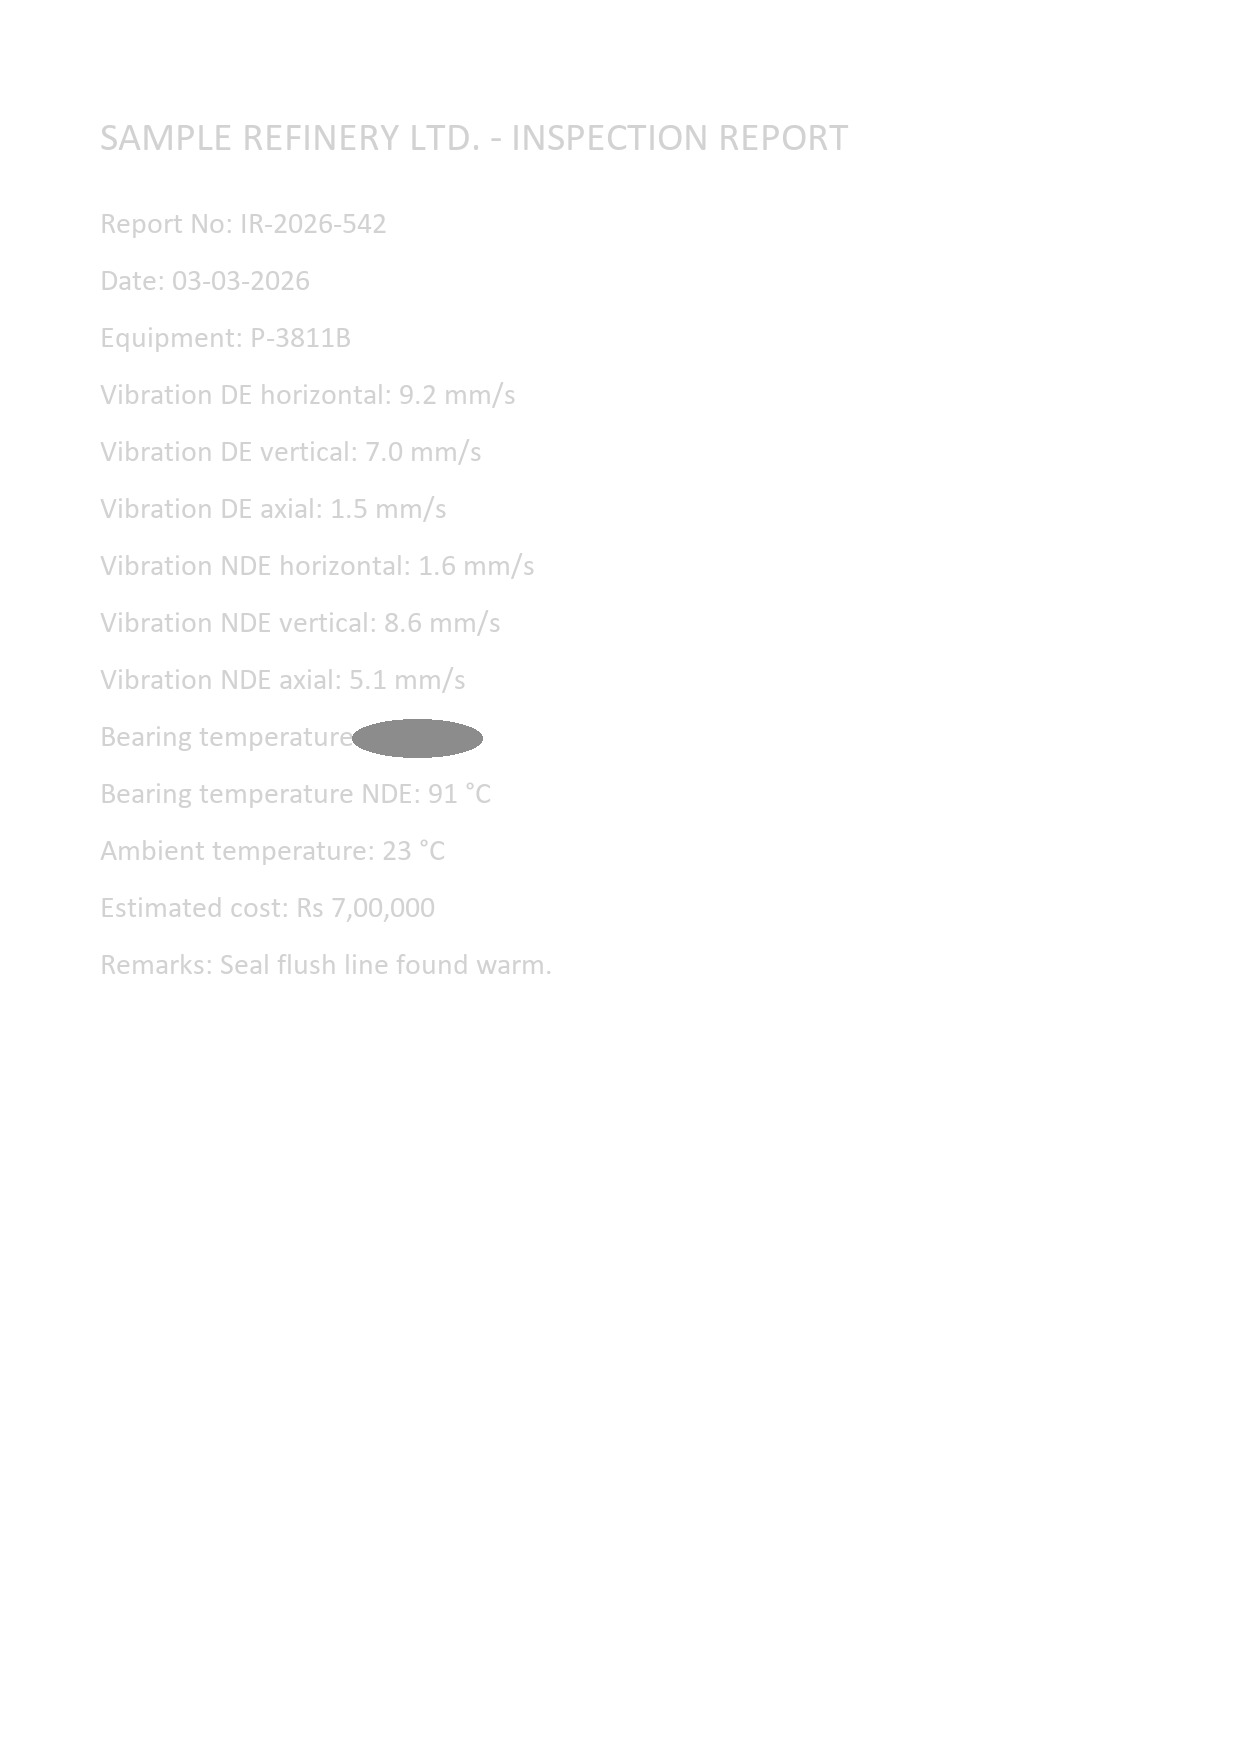 SAMPLE REFINERY LTD. - INSPECTION REPORT
Report No: IR-2026-542
Date: 03-03-2026
Equipment: P-3811B
Vibration DE horizontal: 9.2 mm/s
Vibration DE vertical: 7.0 mm/s
Vibration DE axial: 1.5 mm/s
Vibration NDE horizontal: 1.6 mm/s
Vibration NDE vertical: 8.6 mm/s
Vibration NDE axial: 5.1 mm/s
Bearing temperature
Bearing temperature NDE: 91 °C
Ambient temperature: 23 °C
Estimated cost: Rs 7,00,000
Remarks: Seal flush line found warm.